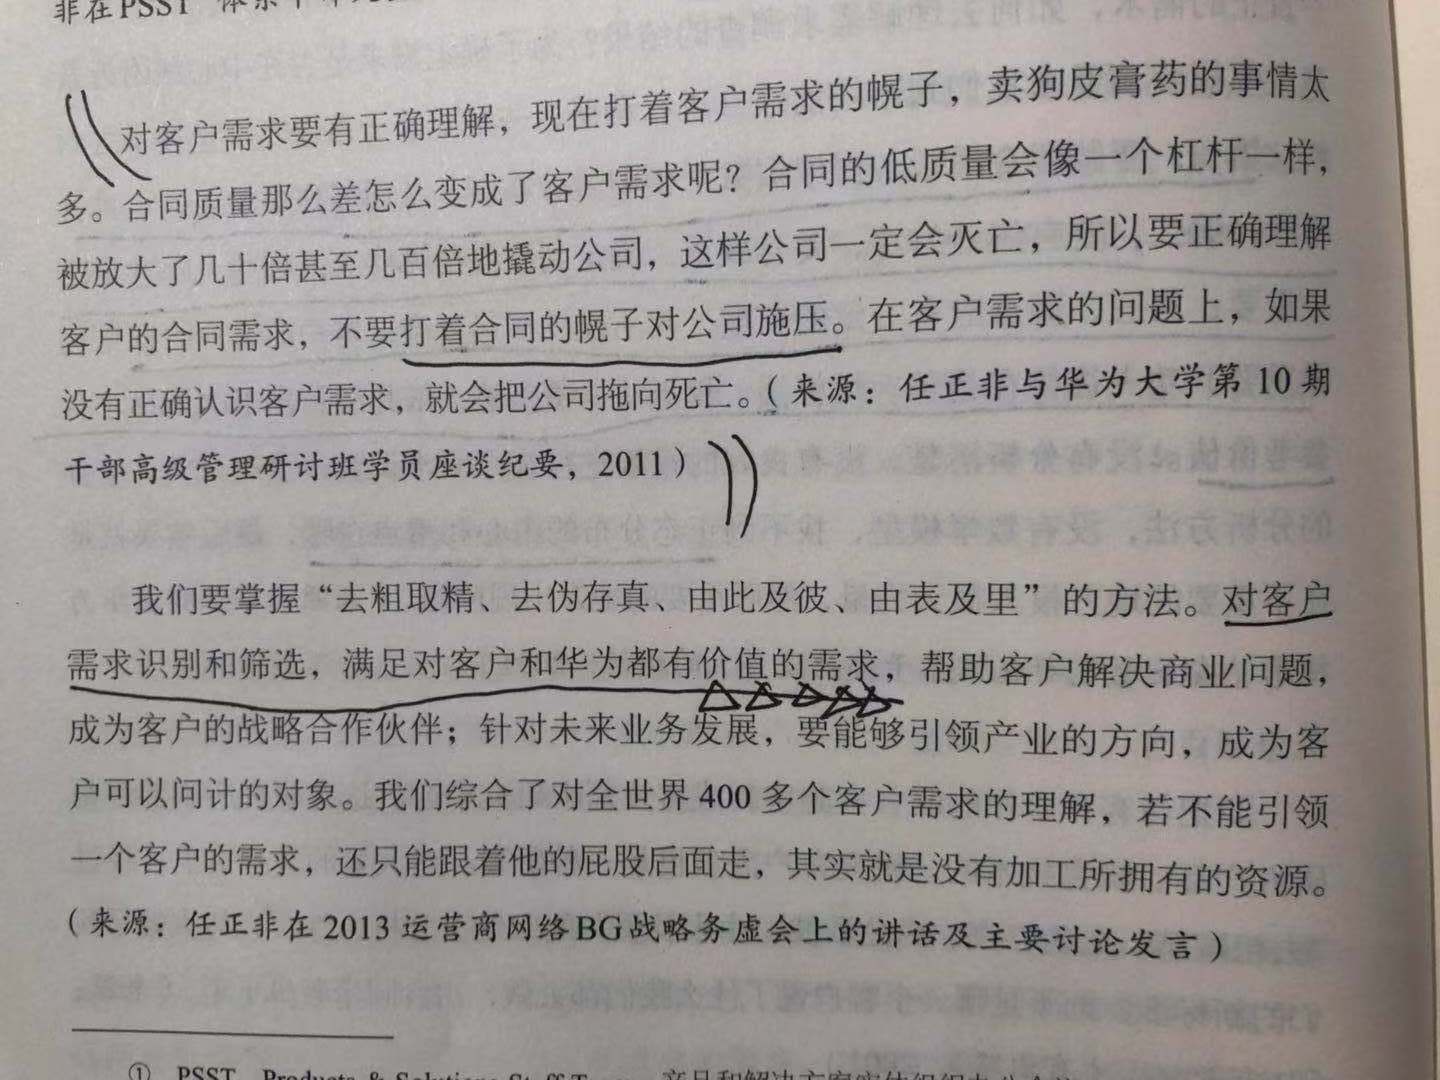 非在PSST
对客户需求要有正确理解，现在打着客户需求的幌子，卖狗皮膏药的事情太
多。合同质量那么差怎么变成了客户需求呢？合同的低质量会像一个杠杆一样，
被放大了几十倍甚至几百倍地撬动公司，这样公司一定会灭亡，所以要正确理解
客户的合同需求，不要打着合同的幌子对公司施压。在客户需求的问题上，如果
没有正确认识客户需求，就会把公司拖向死亡。（来源：任正非与华为大学第 10 期
干部高级管理研讨班学员座谈纪要，2011）
我们要掌握“去粗取精、去伪存真、由此及彼、由表及里”的方法。对客户
需求识别和筛选，满足对客户和华为都有价值的需求，帮助客户解决商业问题，
成为客户的战略合作伙伴；针对未来业务发展，要能够引领产业的方向，成为客
户可以问计的对象。我们综合了对全世界 400 多个客户需求的理解，若不能引领
一个客户的需求，还只能跟着他的屁股后面走，其实就是没有加工所拥有的资源。
（来源：任正非在 2013 运营商网络BG战略务虚会上的讲话及主要讨论发言）
① PSST, Products & Solutions Staff